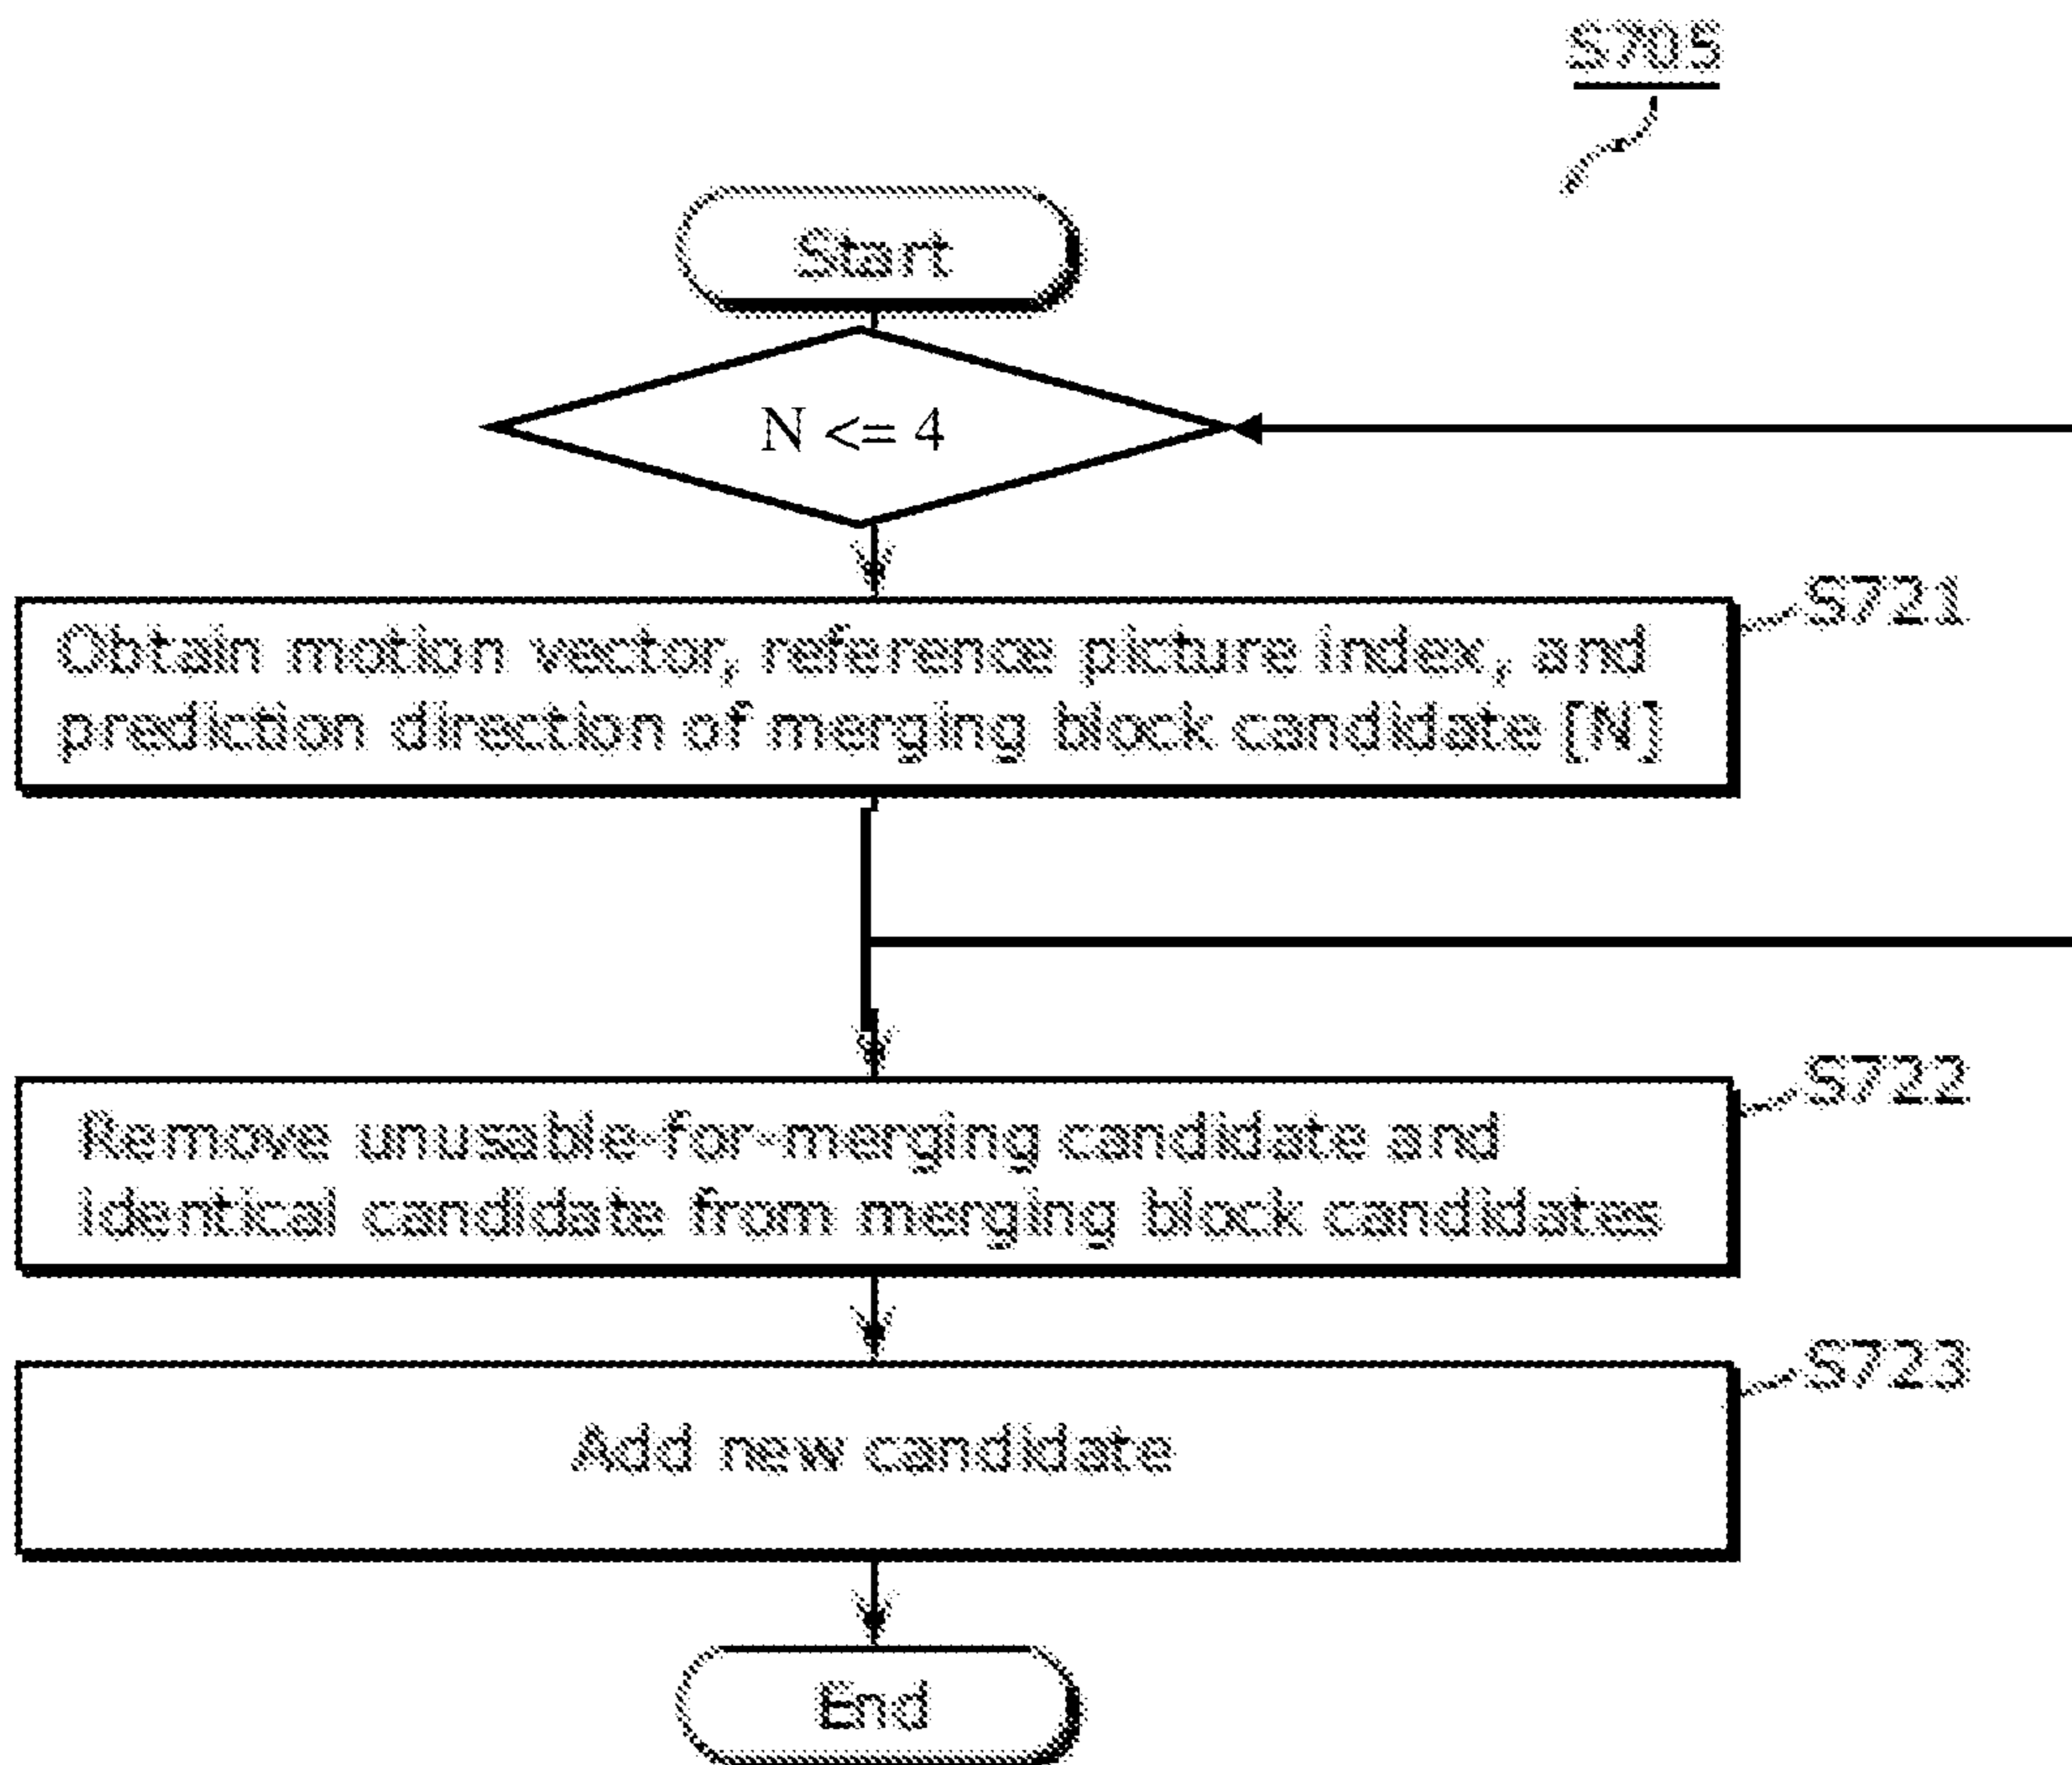 S705
Start
N <= 4
S721
Obtain motion vector, reference picture index, and
prediction direction of merging block candidate [N]
S722
Remove unusable-for-merging candidate and
identical candidate from merging block candidates
S723
Add new candidate
End